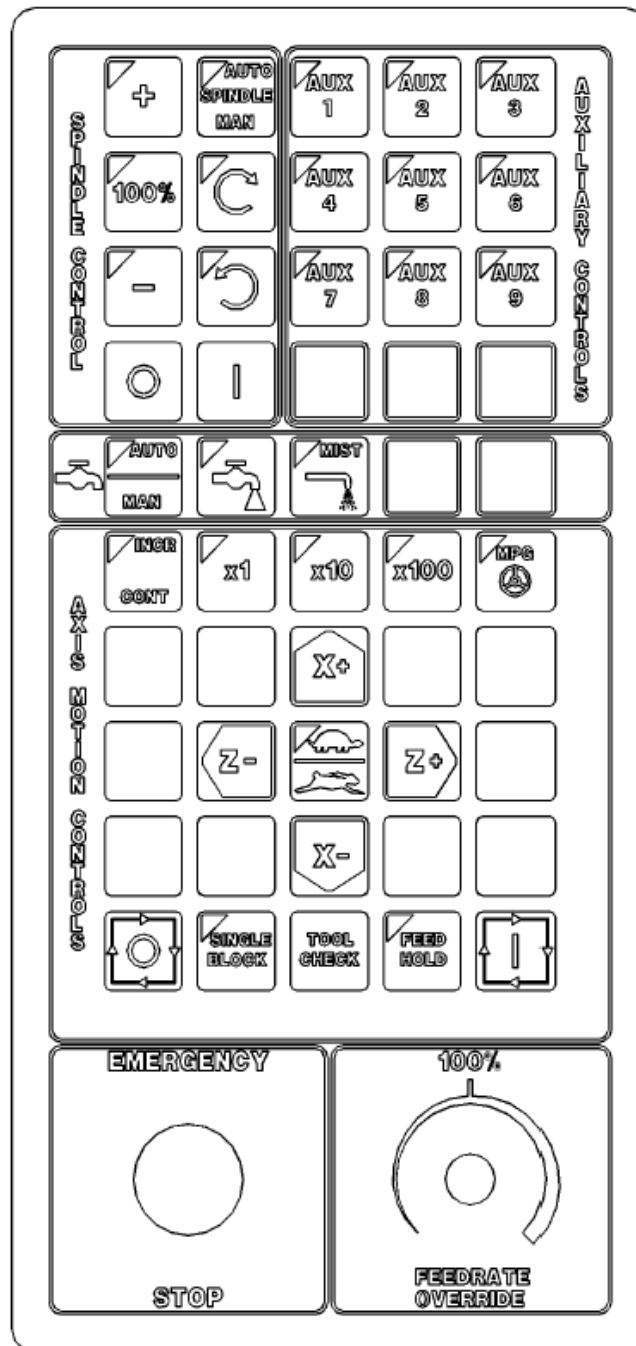 SPINDLE CONTROL
+
AUTO
SPINDLE
MAN
100%
-
AUX
1
AUX
2
AUX
3
AUX
4
AUX
5
AUX
6
AUX
7
AUX
8
AUX
9
AUXILIARY CONTROLS
AUTO
MAN
MIST
AXIS MOTION CONTROLS
INCR
CONT
x1
x10
x100
MPG
X+
Z-
Z+
X-
SINGLE
BLOCK
TOOL
CHECK
FEED
HOLD
EMERGENCY
STOP
100%
FEEDRATE
OVERRIDE